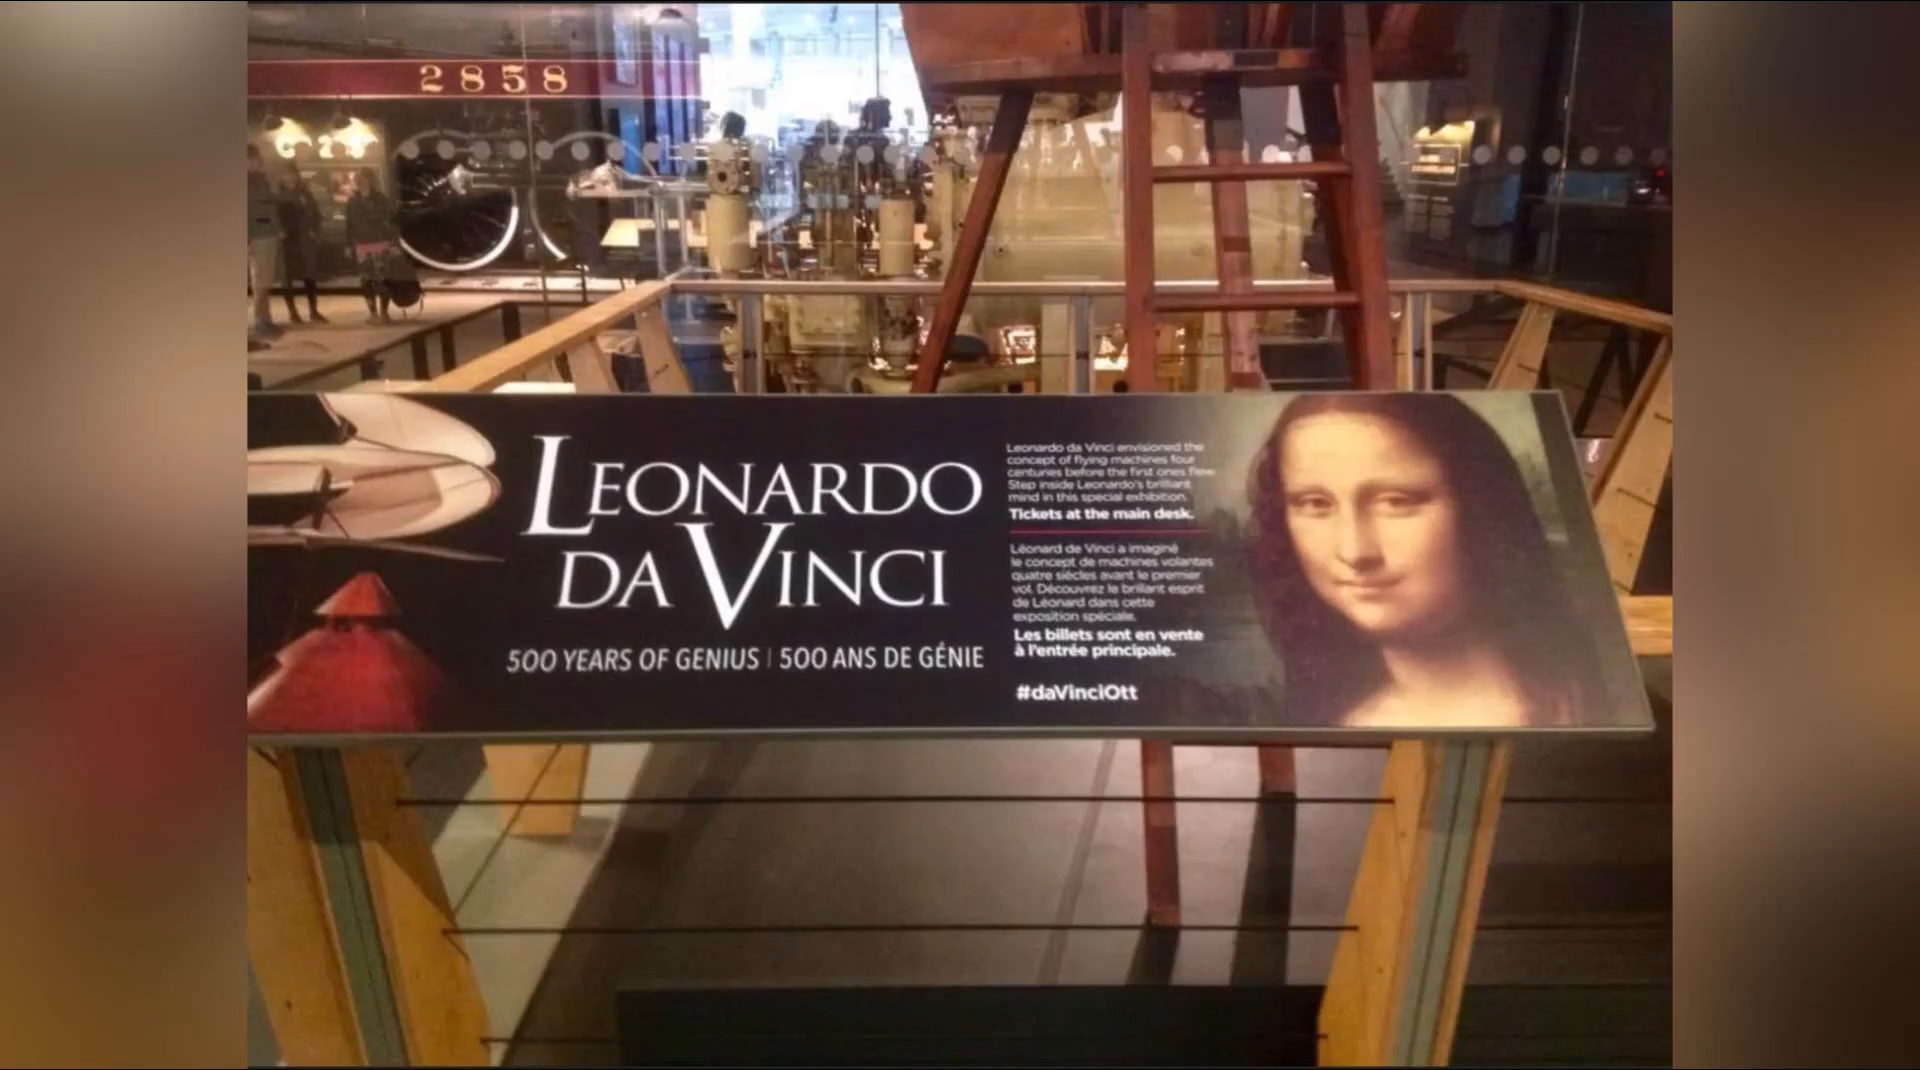 2858
LEONARDO
DA VINCI
500 YEARS OF GENIUS | 500 ANS DE GÉNIE
Leonardo da Vinci envisioned the
concept of flying machines four
centuries before the first ones flew.
Step inside Leonardo's brilliant
mind in this special exhibition.
Tickets at the main desk.
Léonard de Vinci a imaginé
le concept de machines volantes
quatre siècles avant le premier
vol. Découvrez le brillant esprit
de Léonard dans cette
exposition spéciale.
Les billets sont en vente
à l'entrée principale.
#daVinciOtt